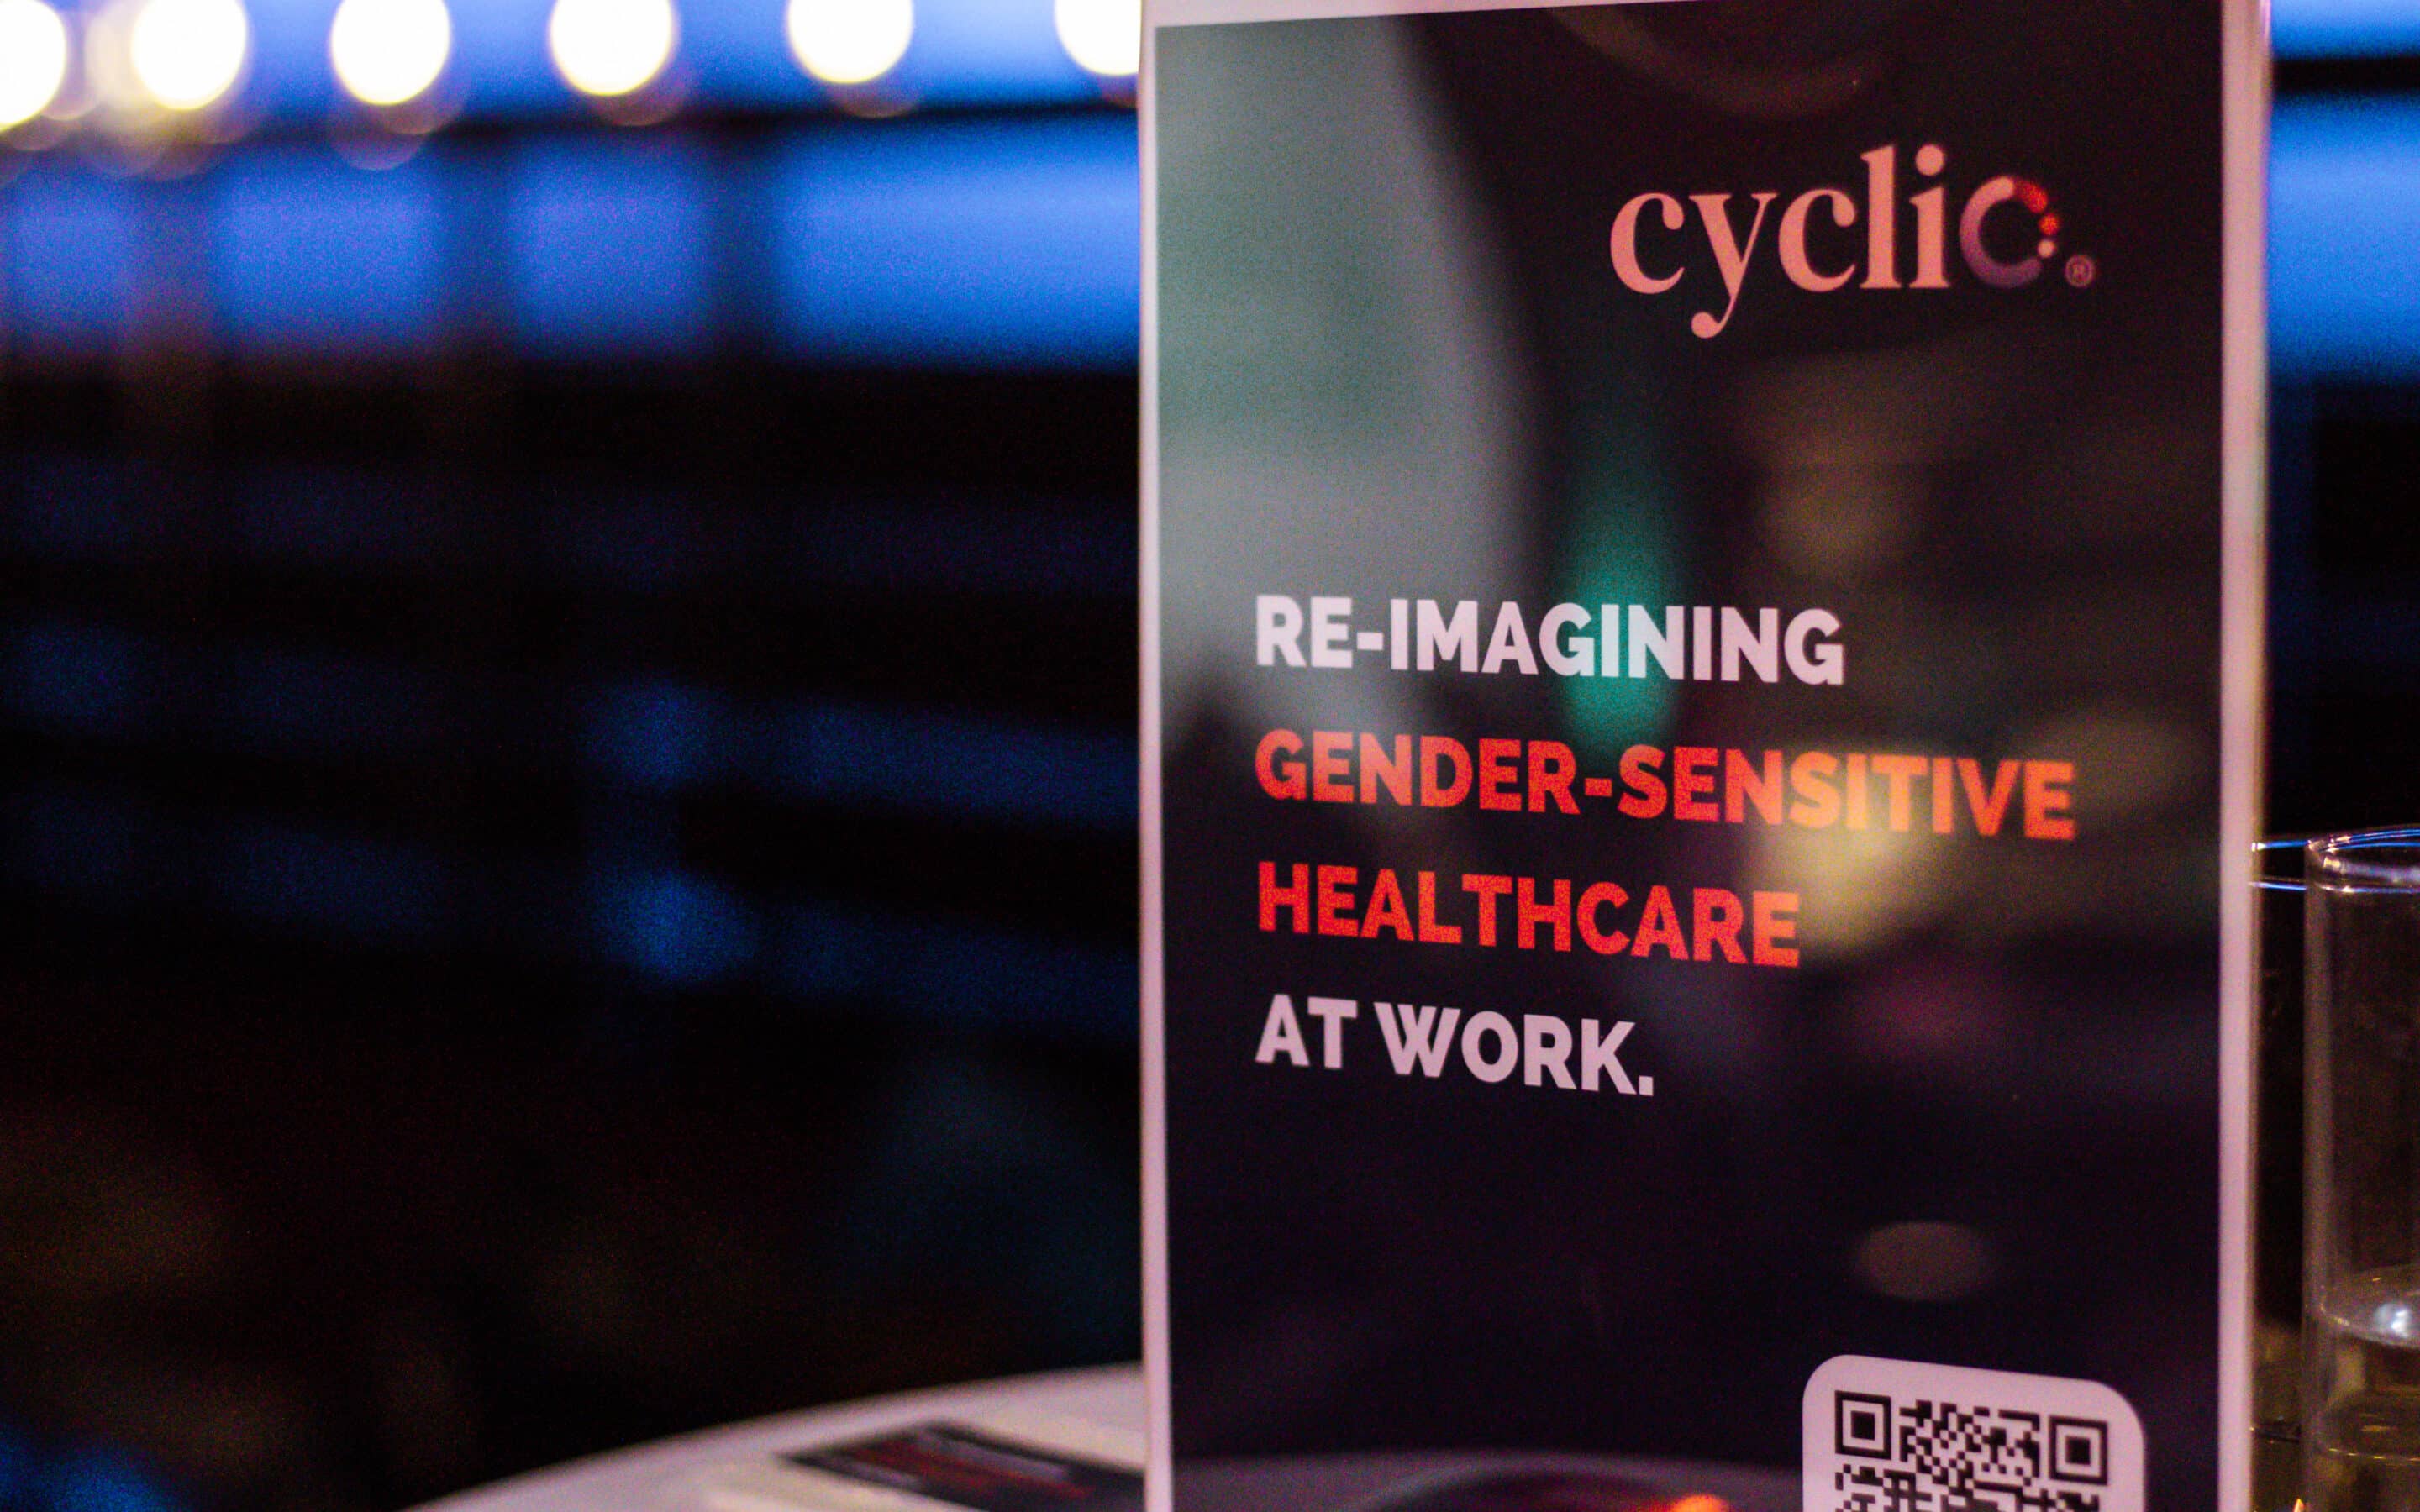 cyclic®
RE-IMAGINING
GENDER-SENSITIVE
HEALTHCARE
AT WORK.